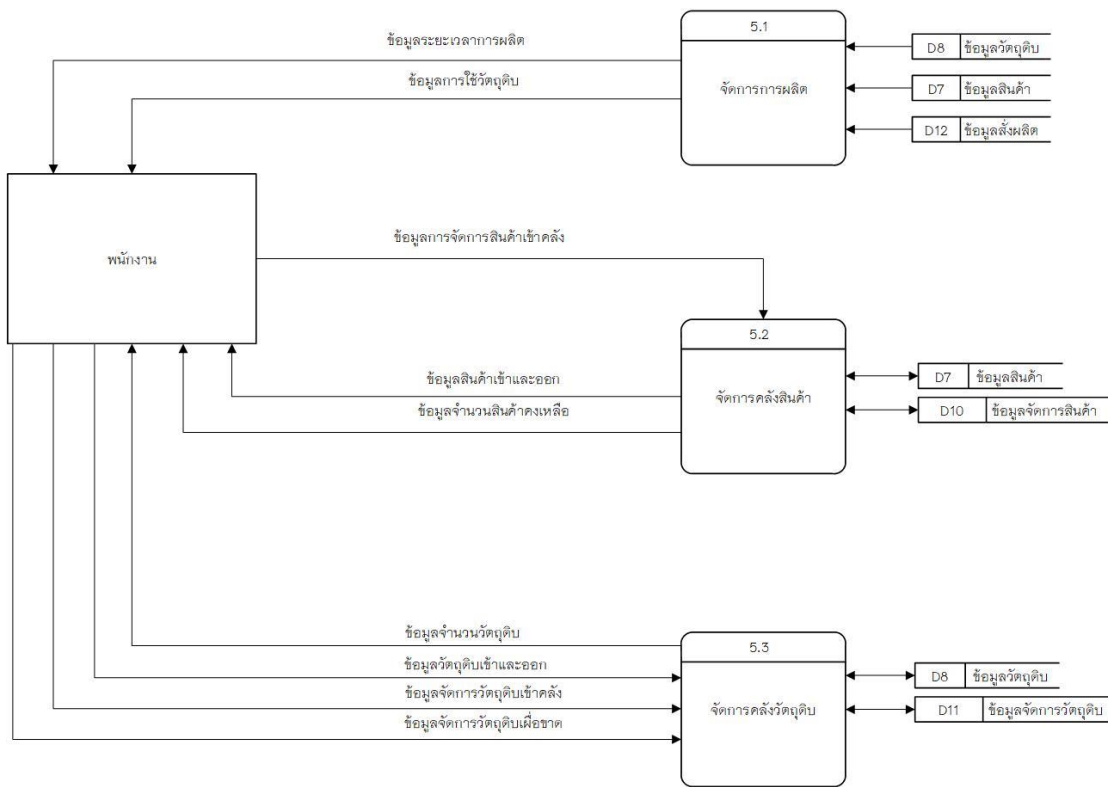 5.1
ข้อมูลระยะเวลาการผลิต
ข้อมูลการใช้วัตถุดิบ
จัดการการผลิต
D8 ข้อมูลวัตถุดิบ
D7 ข้อมูลสินค้า
D12 ข้อมูลสั่งผลิต
พนักงาน
ข้อมูลการจัดการสินค้าเข้าคลัง
5.2
ข้อมูลสินค้าเข้าและออก
ข้อมูลจำนวนสินค้าคงเหลือ
จัดการคลังสินค้า
D7 ข้อมูลสินค้า
D10 ข้อมูลจัดการสินค้า
5.3
ข้อมูลจำนวนวัตถุดิบ
ข้อมูลวัตถุดิบเข้าและออก
ข้อมูลจัดการวัตถุดิบเข้าคลัง
ข้อมูลจัดการวัตถุดิบเผื่อขาด
จัดการคลังวัตถุดิบ
D8 ข้อมูลวัตถุดิบ
D11 ข้อมูลจัดการวัตถุดิบ